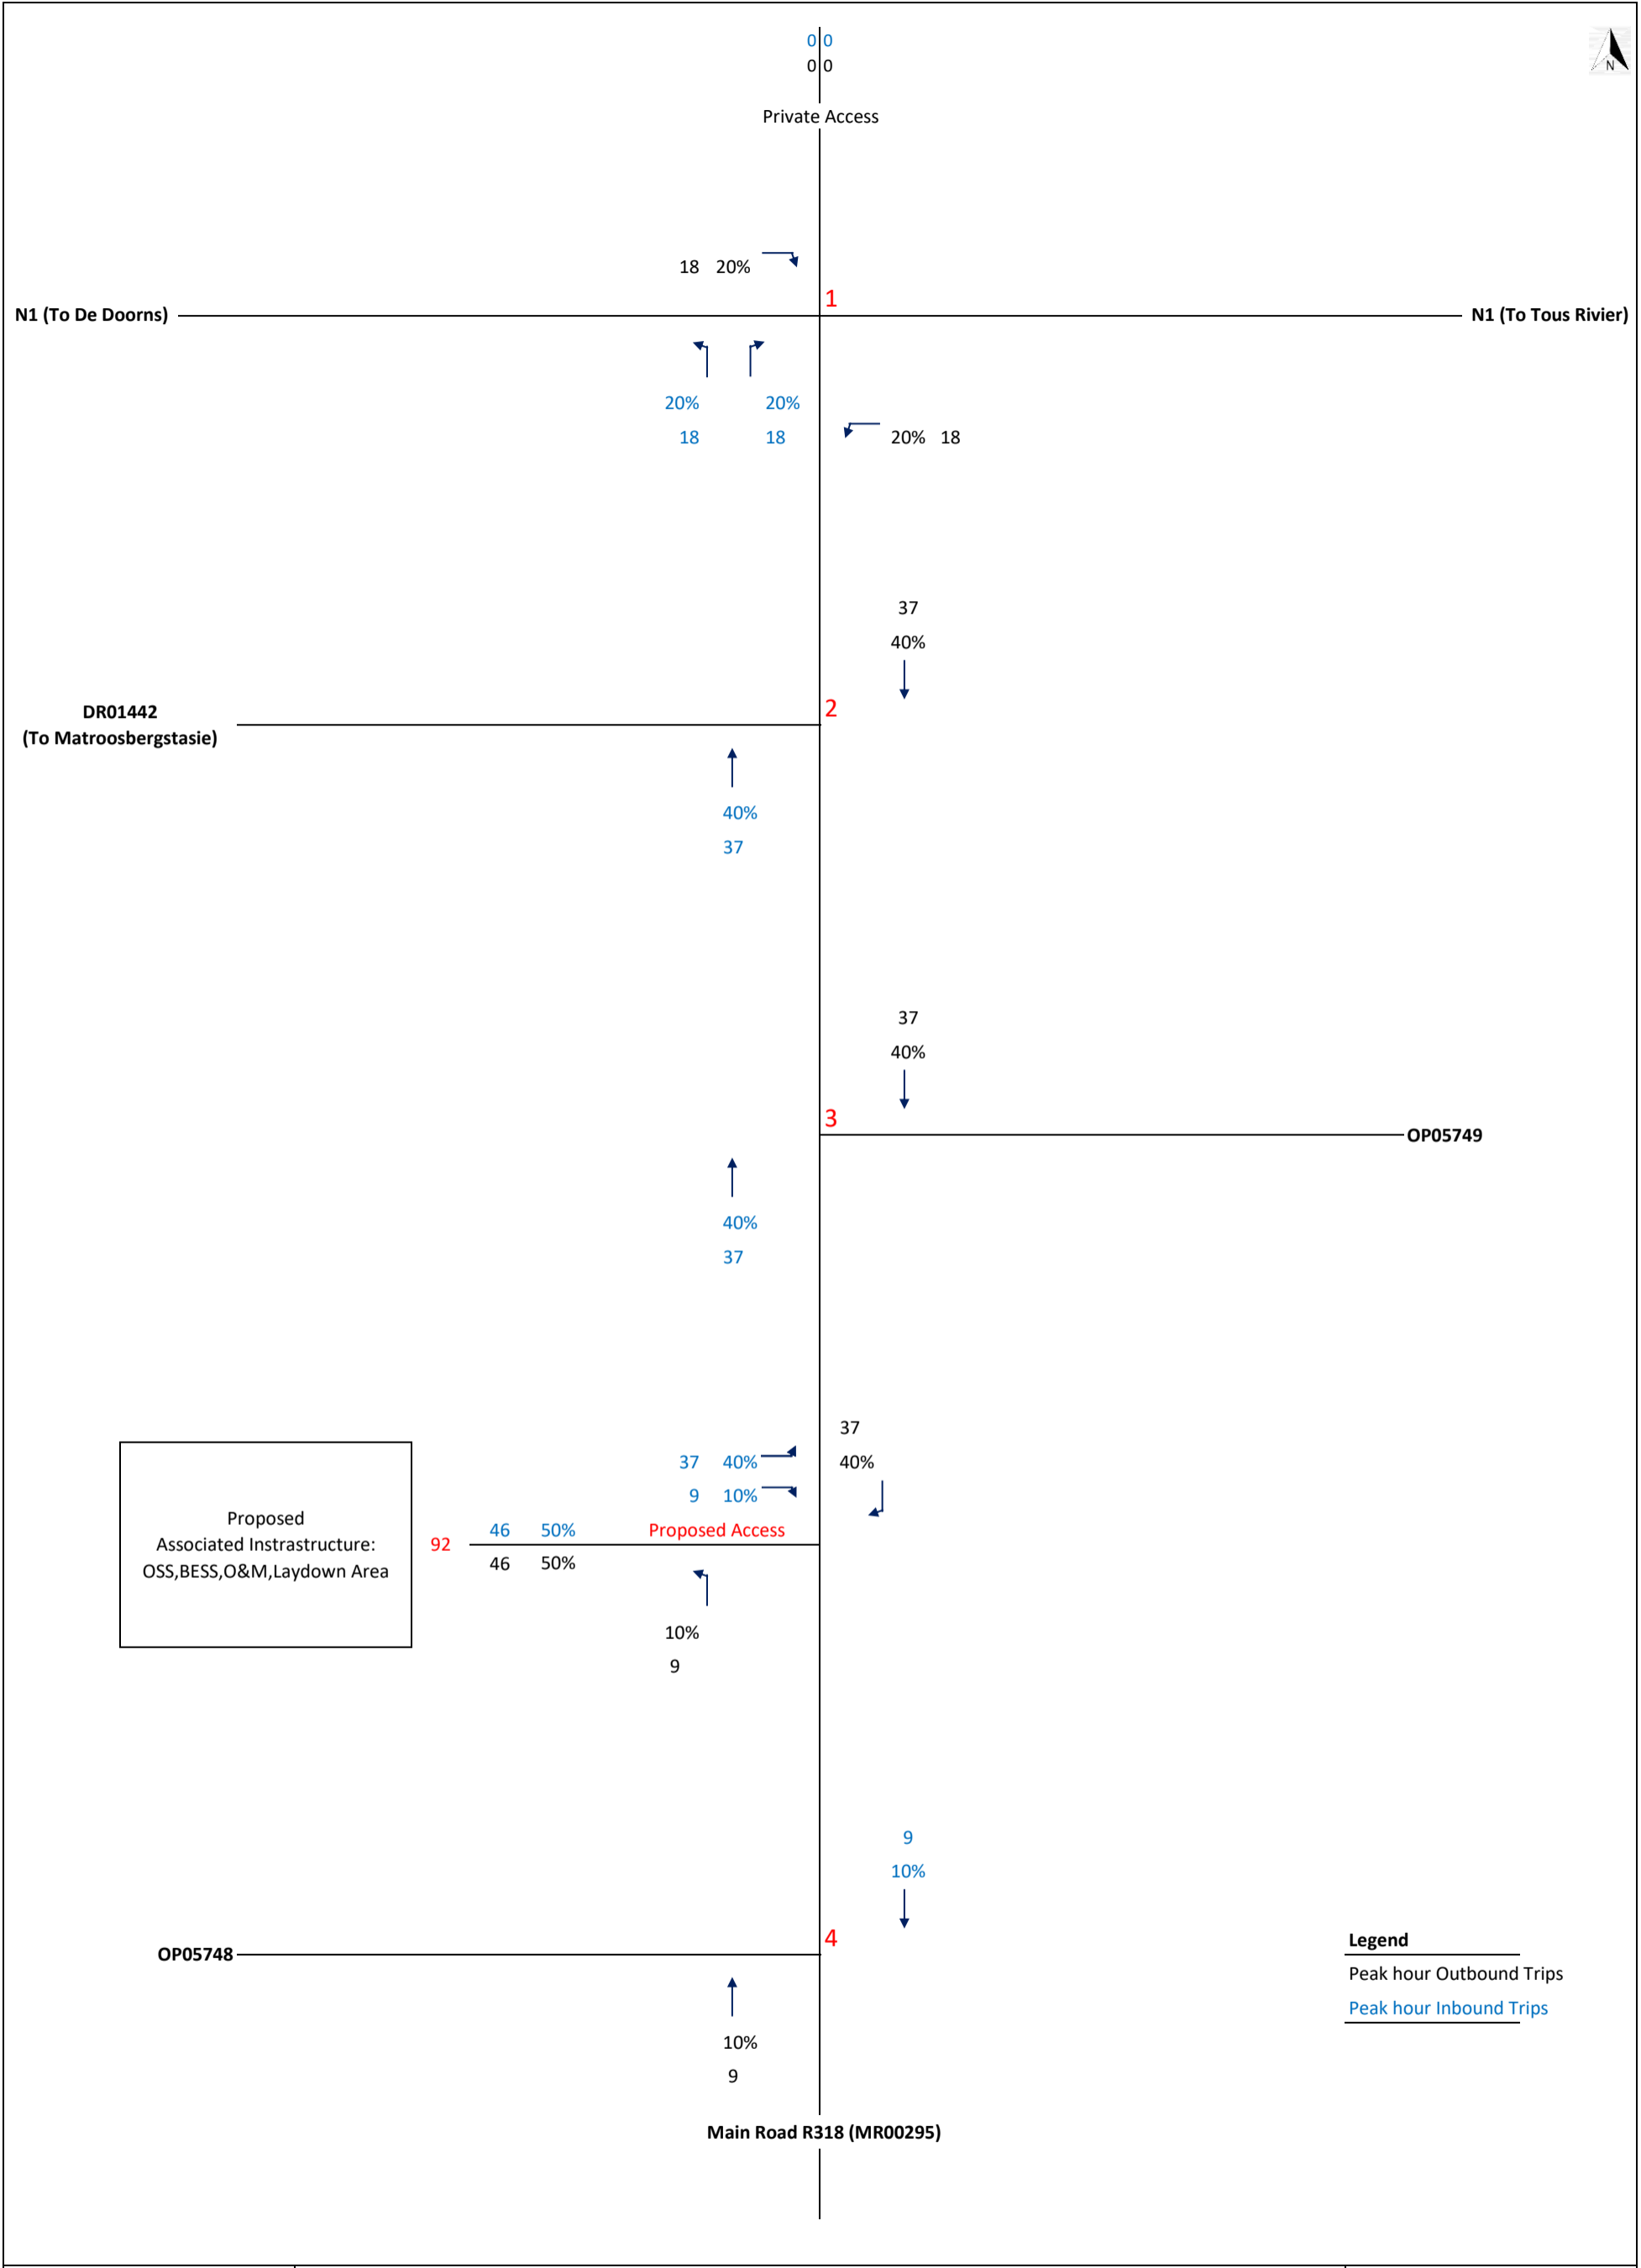 0 0
0 0
N
Private Access
18 20%
1
N1 (To De Doorns)
N1 (To Tous Rivier)
20% 20%
18 18
20% 18
37
40%
2
DR01442
(To Matroosbergstasie)
40%
37
37
40%
3
OP05749
40%
37
37
37 40%
40%
9 10%
Proposed
Associated Instrastructure:
OSS,BESS,O&M,Laydown Area
92
46 50%
Proposed Access
46 50%
10%
9
9
10%
4
OP05748
10%
9
Legend
Peak hour Outbound Trips
Peak hour Inbound Trips
Main Road R318 (MR00295)